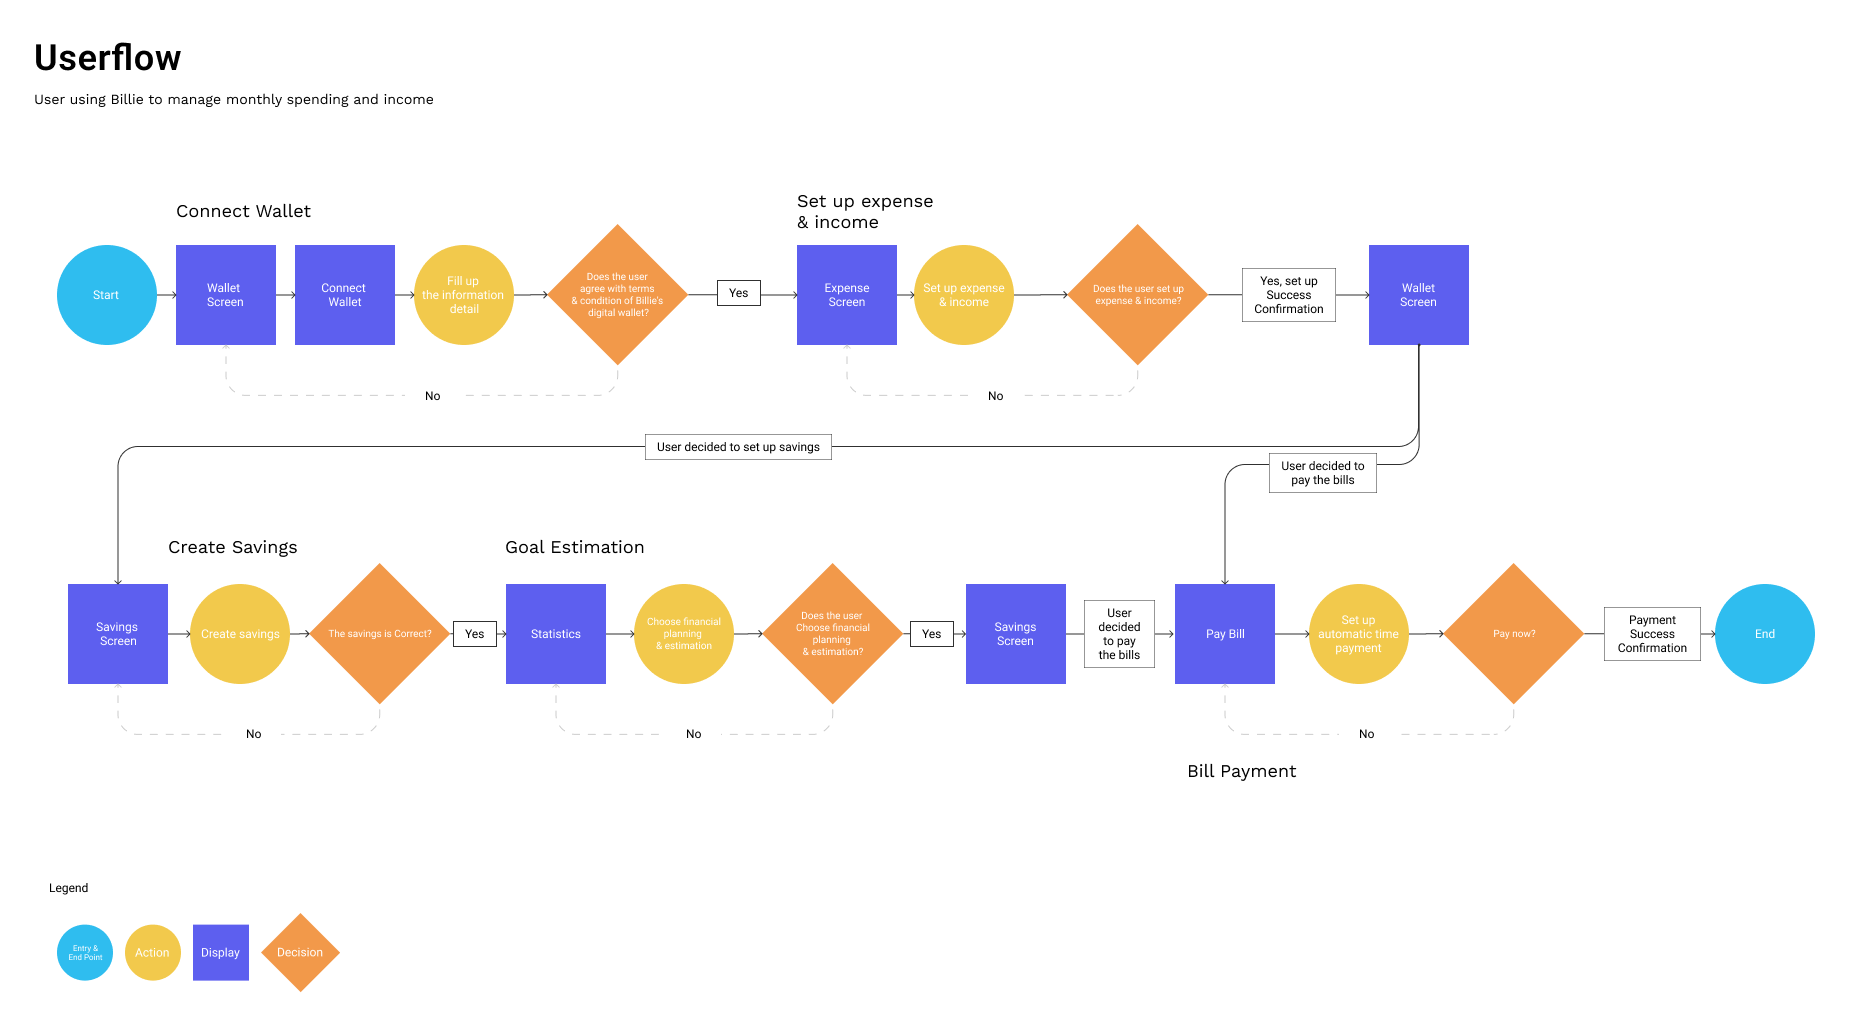 Userflow
User using Billie to manage monthly spending and income
Connect Wallet
Set up expense
& income
Start
Wallet
Screen
Connect
Wallet
Fill up
the information
detail
Does the user
agree with terms
& condition of Billie's
digital wallet?
Yes
Expense
Screen
Set up expense
& income
Does the user set up
expense & income?
Yes, set up
Success
Confirmation
Wallet
Screen
No
No
User decided to set up savings
User decided to
pay the bills
Create Savings
Goal Estimation
Savings
Screen
Create savings
The savings is Correct?
Yes
Statistics
Choose financial
planning
& estimation
Does the user
Choose financial
planning
& estimation?
Yes
Savings
Screen
User
decided
to pay
the bills
Pay Bill
Set up
automatic time
payment
Pay now?
Payment
Success
Confirmation
End
No
No
No
Bill Payment
Legend
Entry &
End Point
Action
Display
Decision